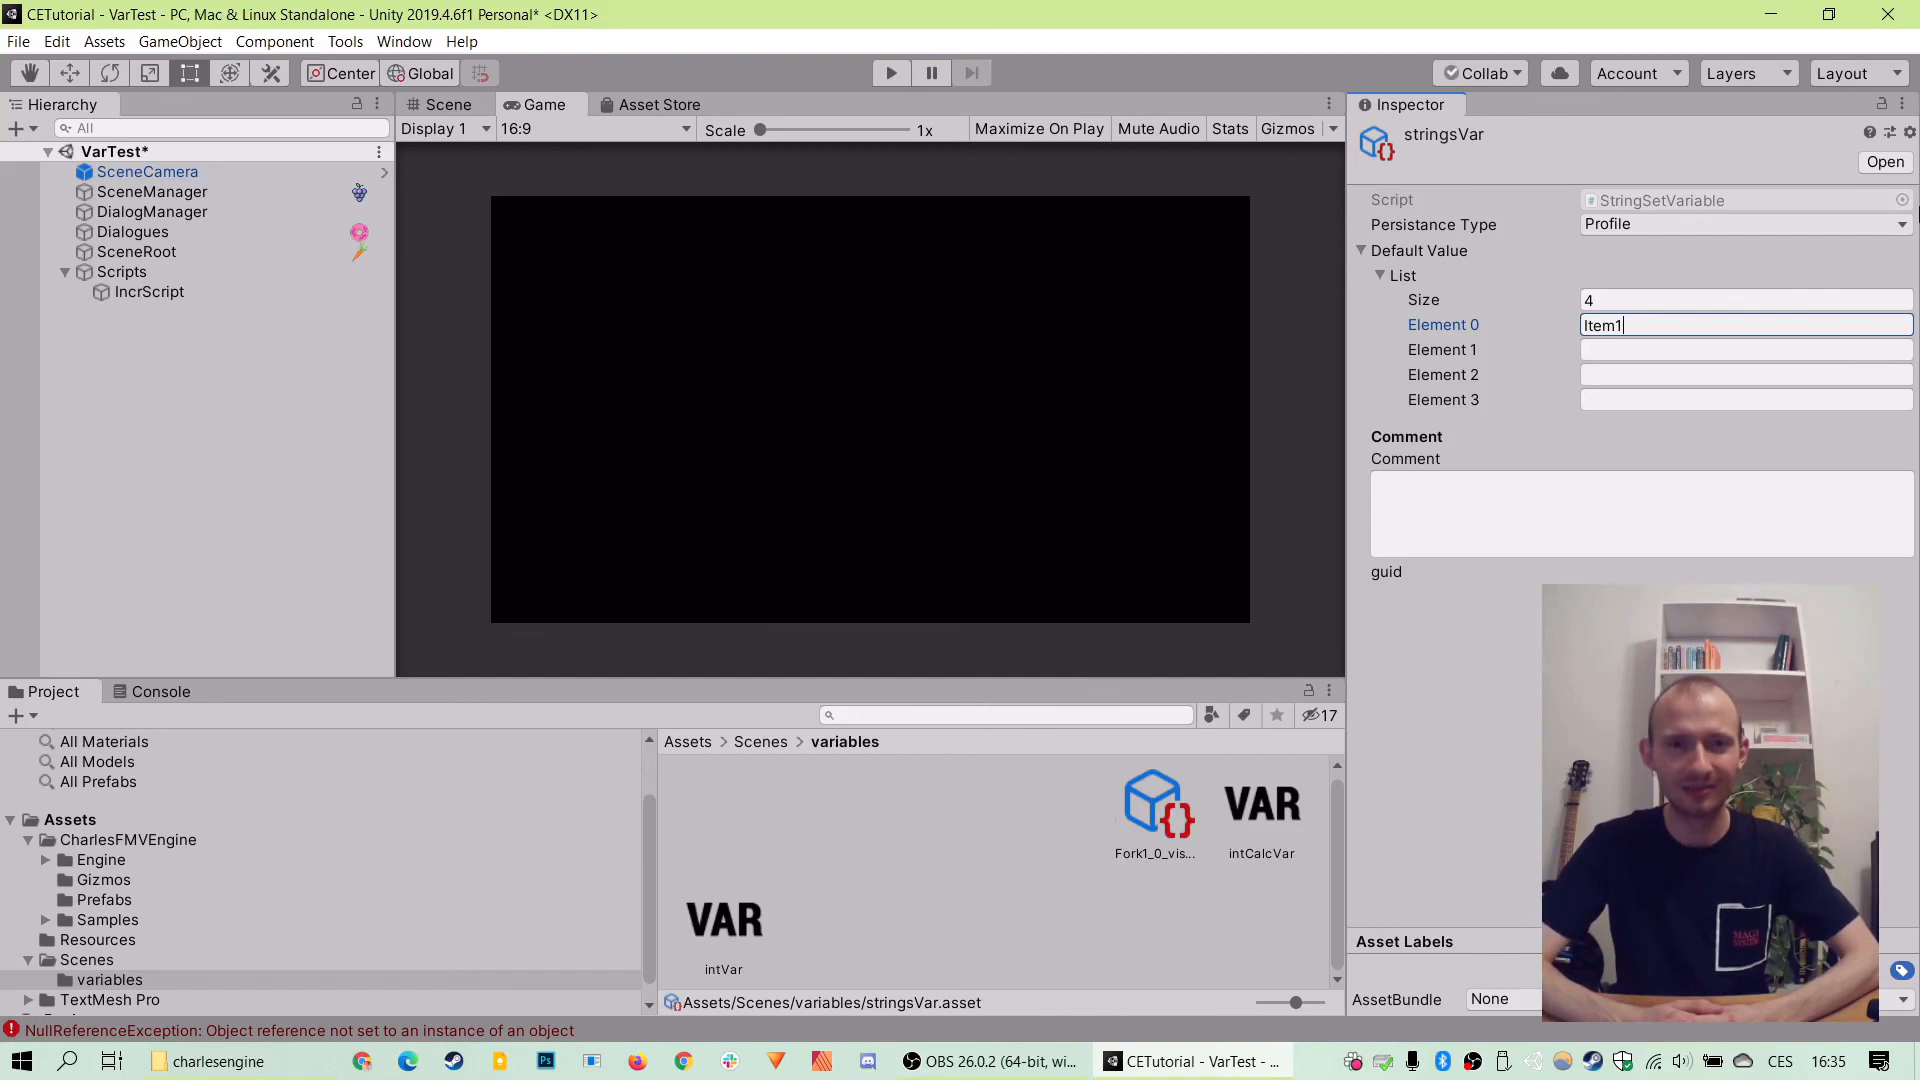 CETutorial - VarTest - PC, Mac & Linux Standalone - Unity 2019.4.6f1 Personal* <DX11>
File Edit Assets GameObject Component Tools Window Help
Center Global Collab Account Layers Layout
Hierarchy
All
VarTest*
SceneCamera
SceneManager
DialogManager
Dialogues
SceneRoot
Scripts
IncrScript
Scene Game Asset Store
Display 1 16:9 Scale 1x Maximize On Play Mute Audio Stats Gizmos
Inspector
stringsVar
Open
Script StringSetVariable
Persistance Type Profile
Default Value
List
Size 4
Element 0 Item1
Element 1
Element 2
Element 3
Comment
Comment
guid
Asset Labels
AssetBundle None
Project Console
17
All Materials
All Models
All Prefabs
Assets
CharlesFMVEngine
Engine
Gizmos
Prefabs
Samples
Resources
Scenes
variables
TextMesh Pro
Assets > Scenes > variables
Fork1_0_vis...
VAR
intCalcVar
VAR
intVar
Assets/Scenes/variables/stringsVar.asset
NullReferenceException: Object reference not set to an instance of an object
charlesengine
OBS 26.0.2 (64-bit, wi...
CETutorial - VarTest - ...
CES 16:35